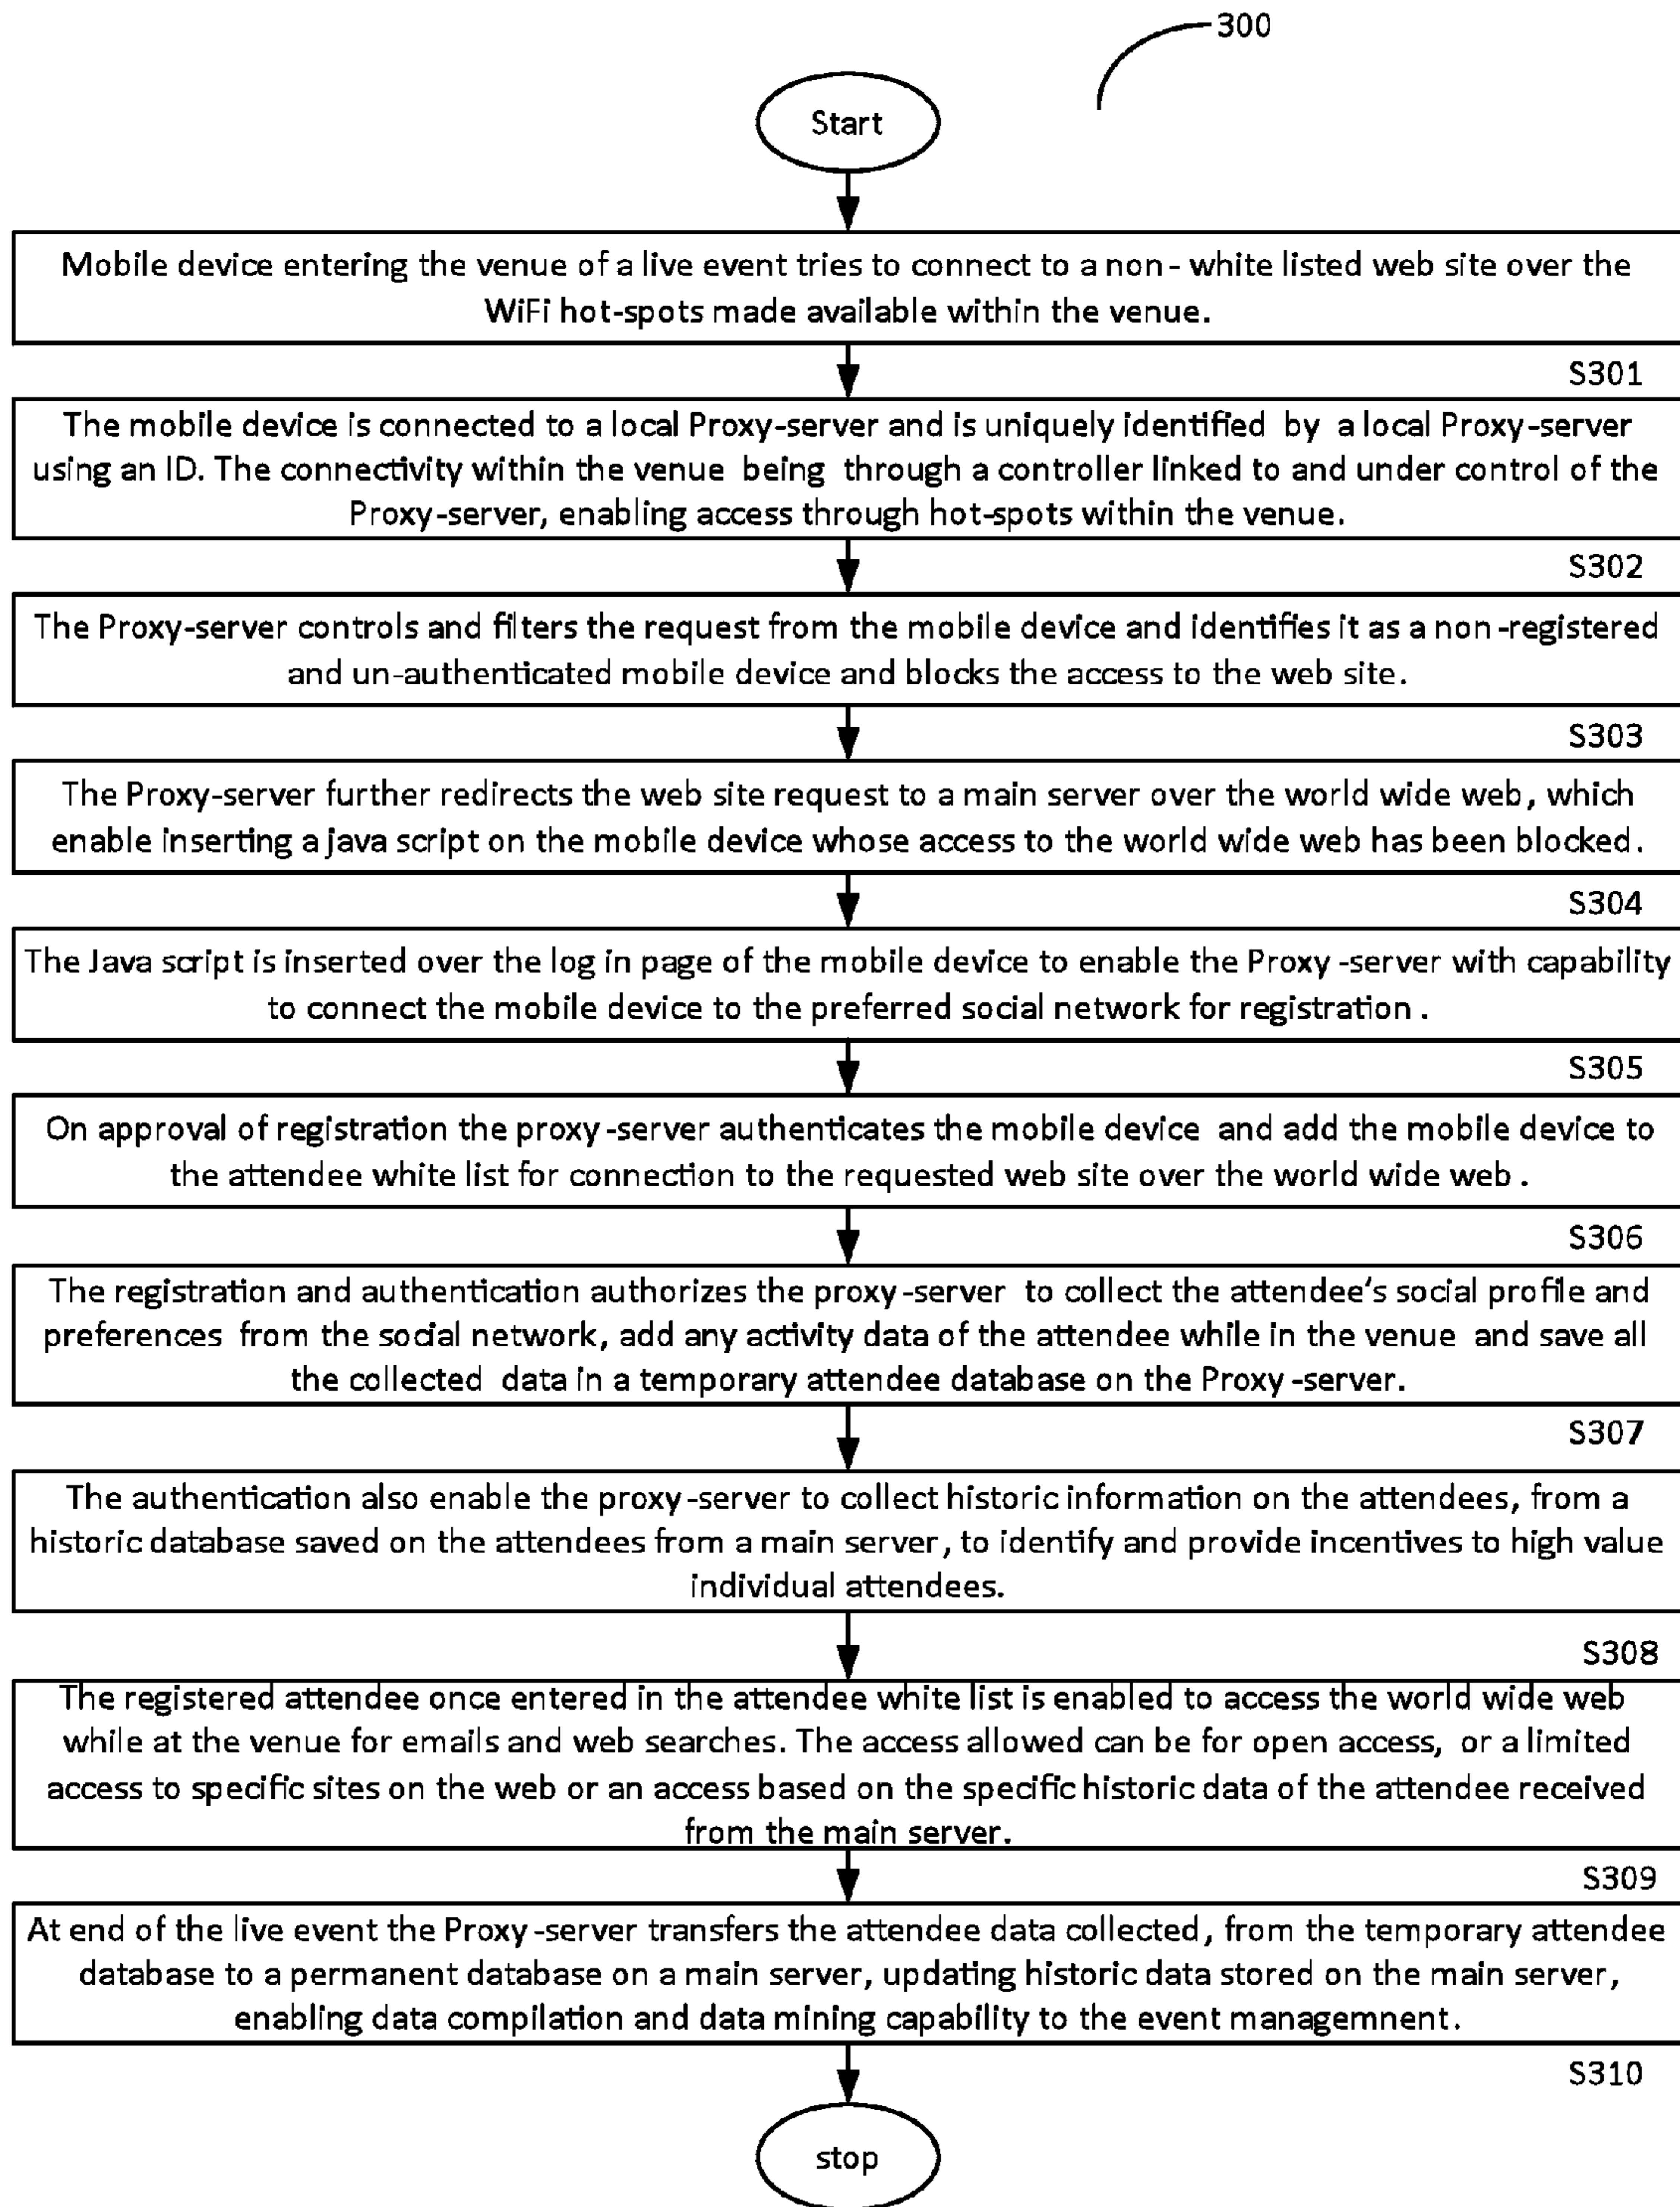 300
Start
Mobile device entering the venue of a live event tries to connect to a non- white listed web site over the
WiFi hot-spots made available within the venue.
S301
The mobile device is connected to a local Proxy-server and is uniquely identified by a local Proxy-server
using an ID. The connectivity within the venue being through a controller linked to and under control of the
Proxy-server, enabling access through hot-spots within the venue.
S302
The Proxy-server controls and filters the request from the mobile device and identifies it as a non-registered
and un-authenticated mobile device and blocks the access to the web site.
S303
The Proxy-server further redirects the web site request to a main server over the world wide web, which
enable inserting a java script on the mobile device whose access to the world wide web has been blocked.
S304
The Java script is inserted over the log in page of the mobile device to enable the Proxy-server with capability
to connect the mobile device to the preferred social network for registration.
S305
On approval of registration the proxy-server authenticates the mobile device and add the mobile device to
the attendee white list for connection to the requested web site over the world wide web.
S306
The registration and authentication authorizes the proxy-server to collect the attendee's social profile and
preferences from the social network, add any activity data of the attendee while in the venue and save all
the collected data in a temporary attendee database on the Proxy-server.
S307
The authentication also enable the proxy-server to collect historic information on the attendees, from a
historic database saved on the attendees from a main server, to identify and provide incentives to high value
individual attendees.
S308
The registered attendee once entered in the attendee white list is enabled to access the world wide web
while at the venue for emails and web searches. The access allowed can be for open access, or a limited
access to specific sites on the web or an access based on the specific historic data of the attendee received
from the main server.
S309
At end of the live event the Proxy-server transfers the attendee data collected, from the temporary attendee
database to a permanent database on a main server, updating historic data stored on the main server,
enabling data compilation and data mining capability to the event managemnent.
S310
stop